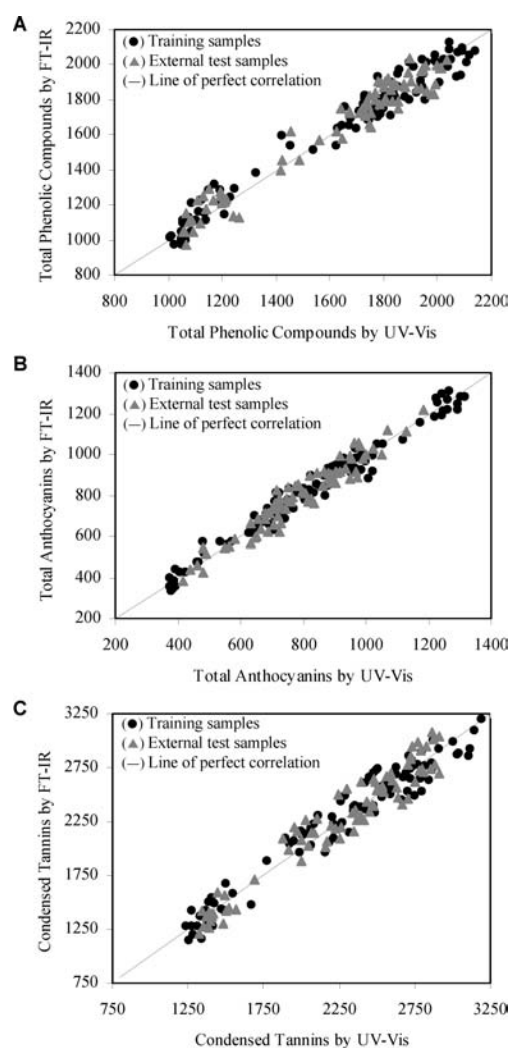 A
Total Phenolic Compounds by FT-IR
2200
2000
1800
1600
1400
1200
1000
800
(●) Training samples
(▲) External test samples
(—) Line of perfect correlation
800 1000 1200 1400 1600 1800 2000 2200
Total Phenolic Compounds by UV-Vis
B
Total Anthocyanins by FT-IR
1400
1200
1000
800
600
400
200
(●) Training samples
(▲) External test samples
(—) Line of perfect correlation
200 400 600 800 1000 1200 1400
Total Anthocyanins by UV-Vis
C
Condensed Tannins by FT-IR
3250
2750
2250
1750
1250
750
(●) Training samples
(▲) External test samples
(—) Line of perfect correlation
750 1250 1750 2250 2750 3250
Condensed Tannins by UV-Vis